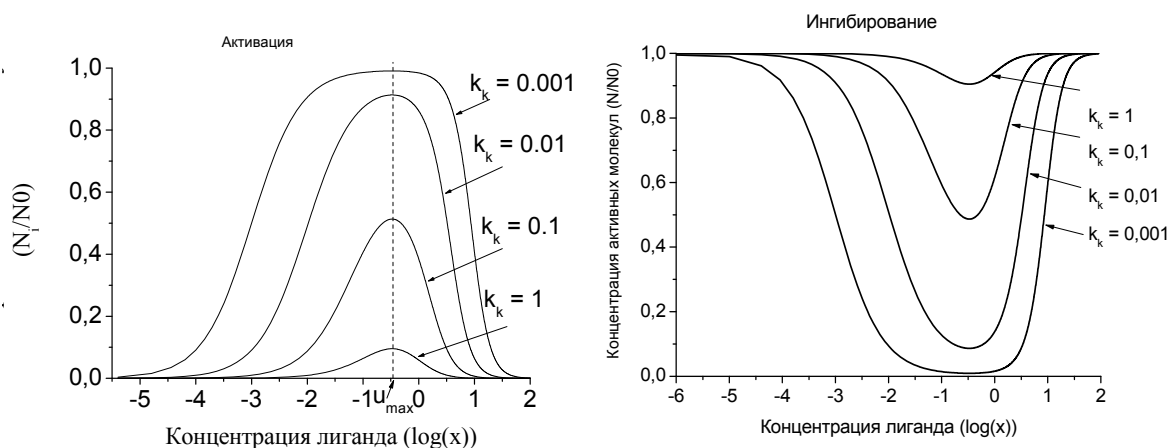 Активация
1,0
0,8
0,6
0,4
0,2
0,0
(N_i/N0)
k_k = 0.001
k_k = 0.01
k_k = 0.1
k_k = 1
-5 -4 -3 -2 -1 0 1 2
u_max
Концентрация лиганда (log(x))
Ингибирование
1,0
0,8
0,6
0,4
0,2
0,0
Концентрация активных молекул (N/N0)
k_k = 1
k_k = 0,1
k_k = 0,01
k_k = 0,001
-6 -5 -4 -3 -2 -1 0 1 2
Концентрация лиганда (log(x))